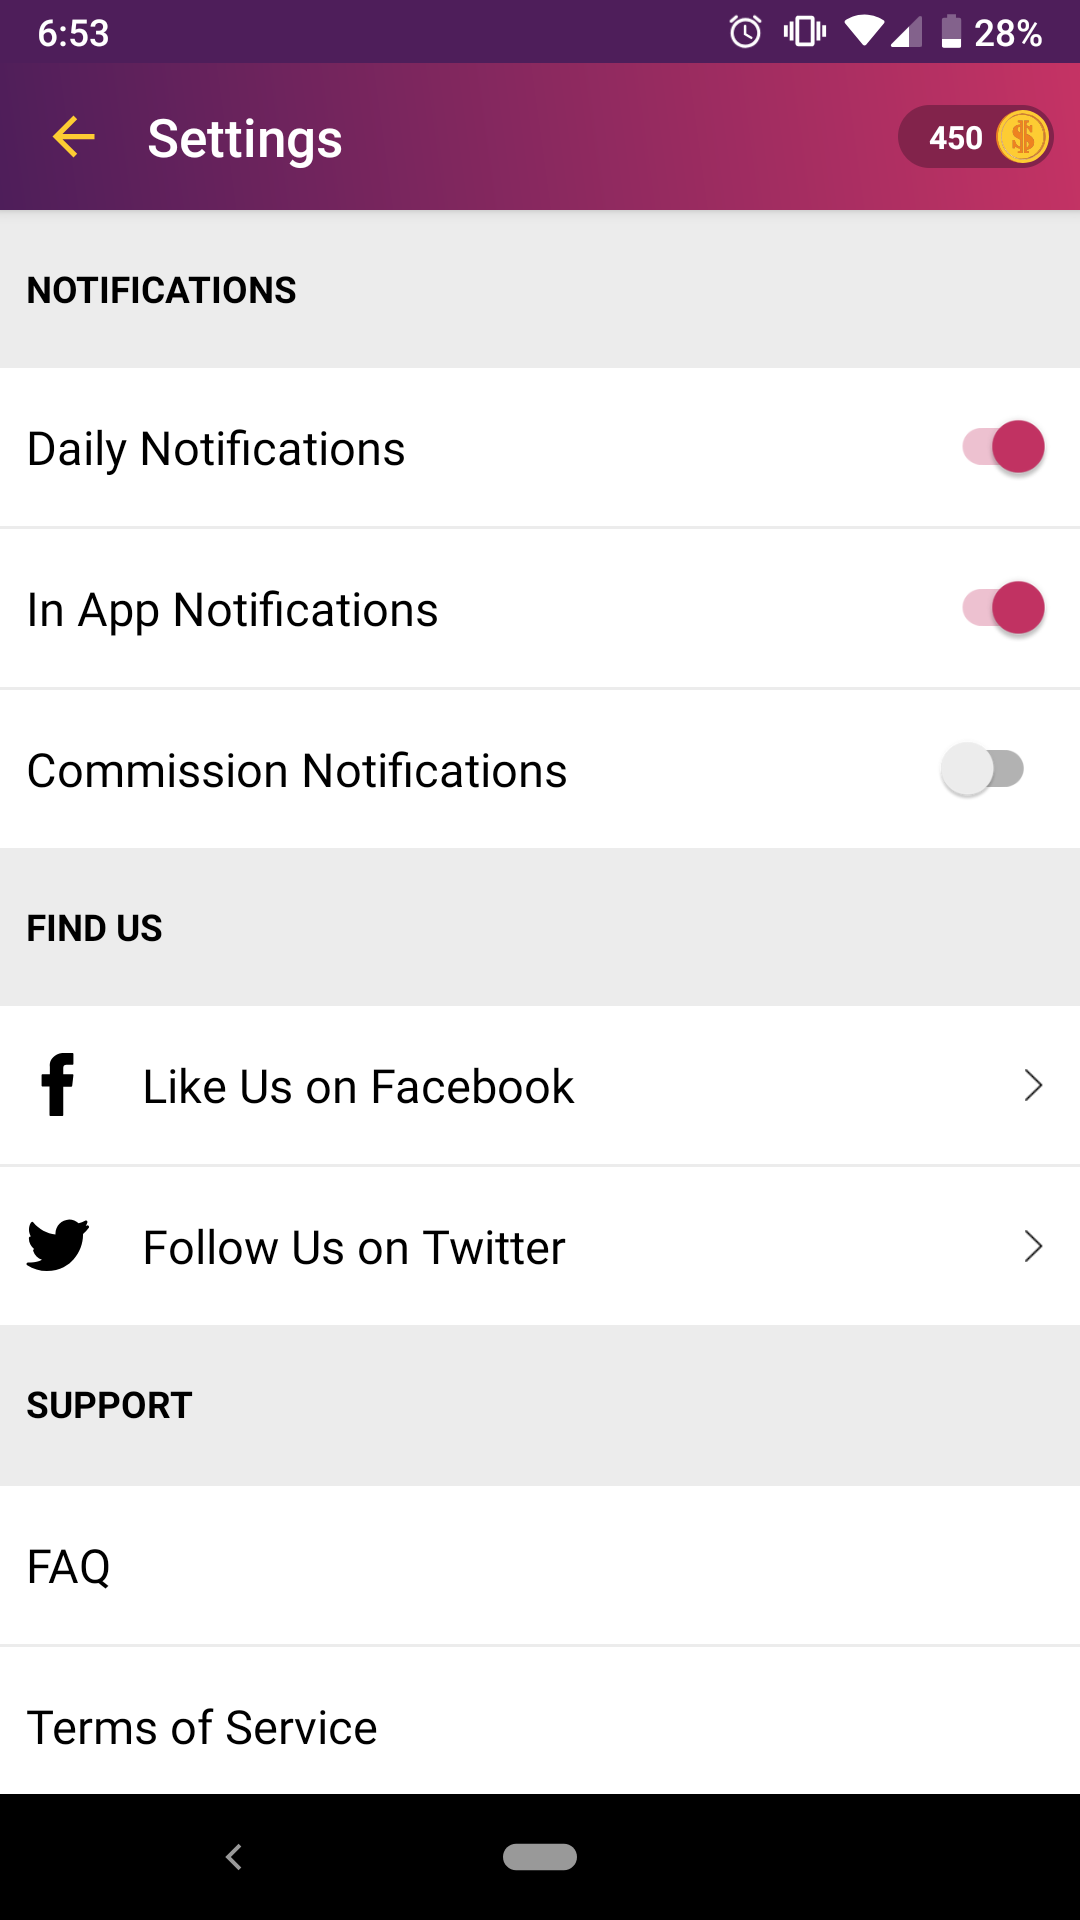 6:53 28%
Settings 450
NOTIFICATIONS
Daily Notifications
In App Notifications
Commission Notifications
FIND US
Like Us on Facebook
Follow Us on Twitter
SUPPORT
FAQ
Terms of Service